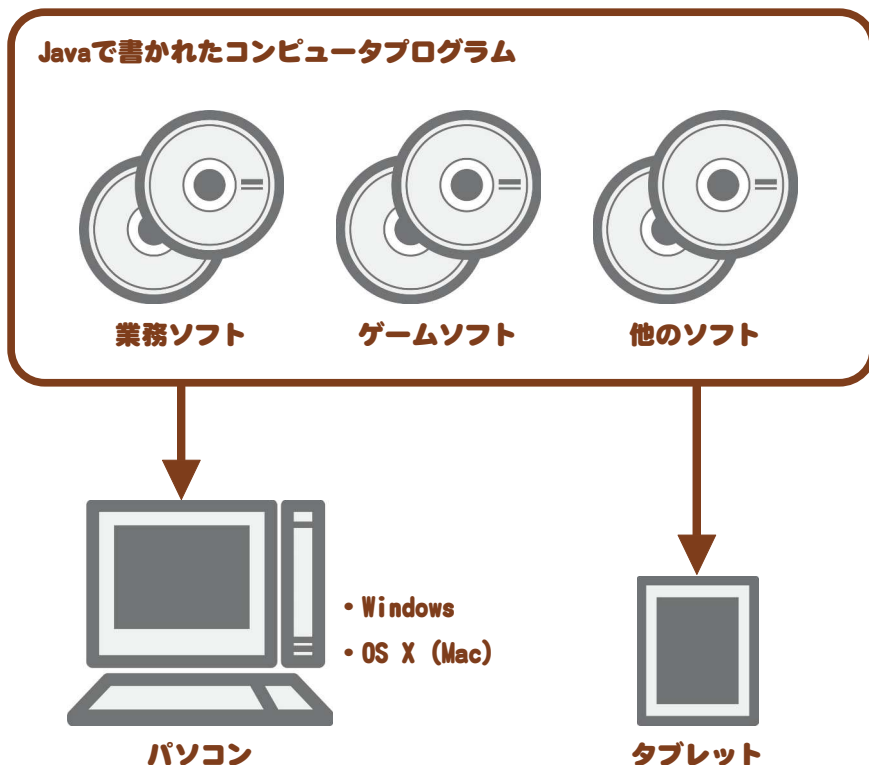 Javaで書かれたコンピュータプログラム
業務ソフト
ゲームソフト
他のソフト
・Windows
・OS X (Mac)
パソコン
タブレット